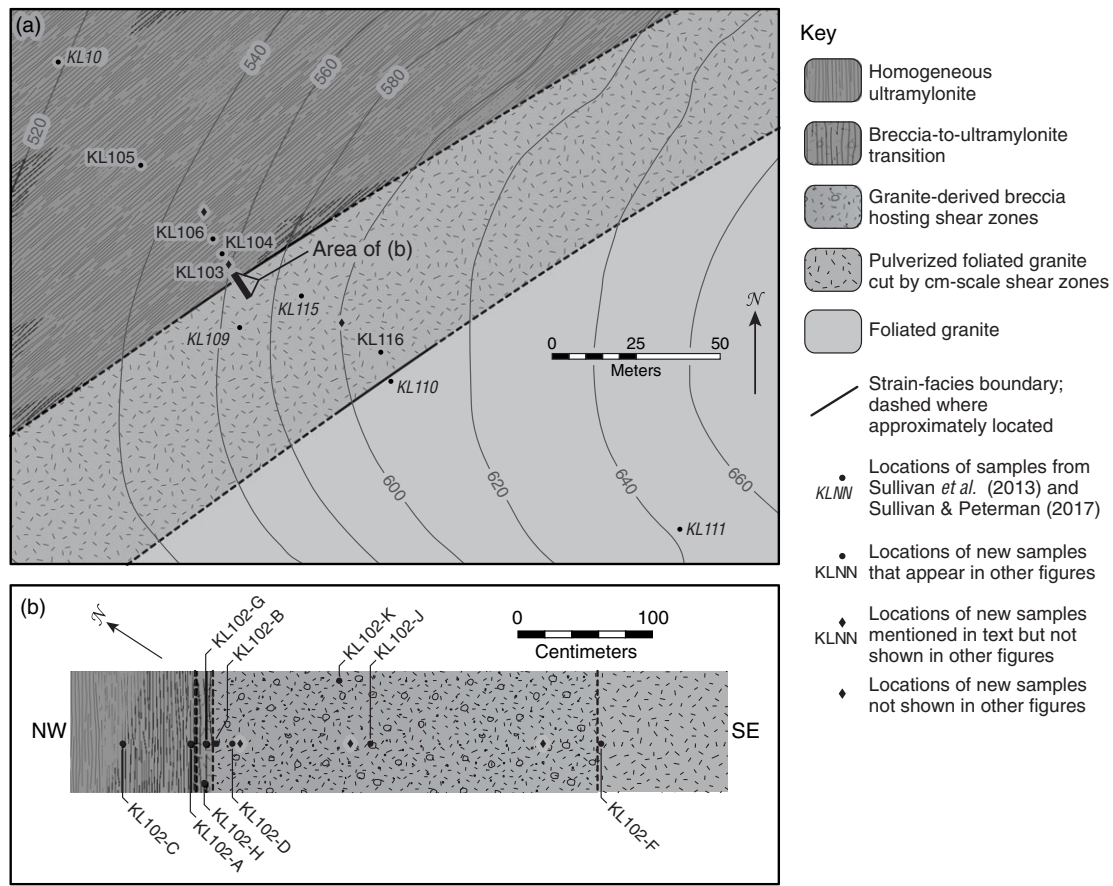 (a)
KL10
540
560
580
520
KL105
KL106
KL104
KL103
Area of (b)
KL115
KL109
KL116
KL110
0 25 50
Meters
N
600
620
640
660
KL111
(b)
N
KL102-G
KL102-B
KL102-K
KL102-J
0 100
Centimeters
NW
SE
KL102-C
KL102-A
KL102-H
KL102-D
KL102-F
Key
Homogeneous
ultramylonite
Breccia-to-ultramylonite
transition
Granite-derived breccia
hosting shear zones
Pulverized foliated granite
cut by cm-scale shear zones
Foliated granite
Strain-facies boundary;
dashed where
approximately located
KLNN
Locations of samples from
Sullivan et al. (2013) and
Sullivan & Peterman (2017)
KLNN
Locations of new samples
that appear in other figures
KLNN
Locations of new samples
mentioned in text but not
shown in other figures
Locations of new samples
not shown in other figures